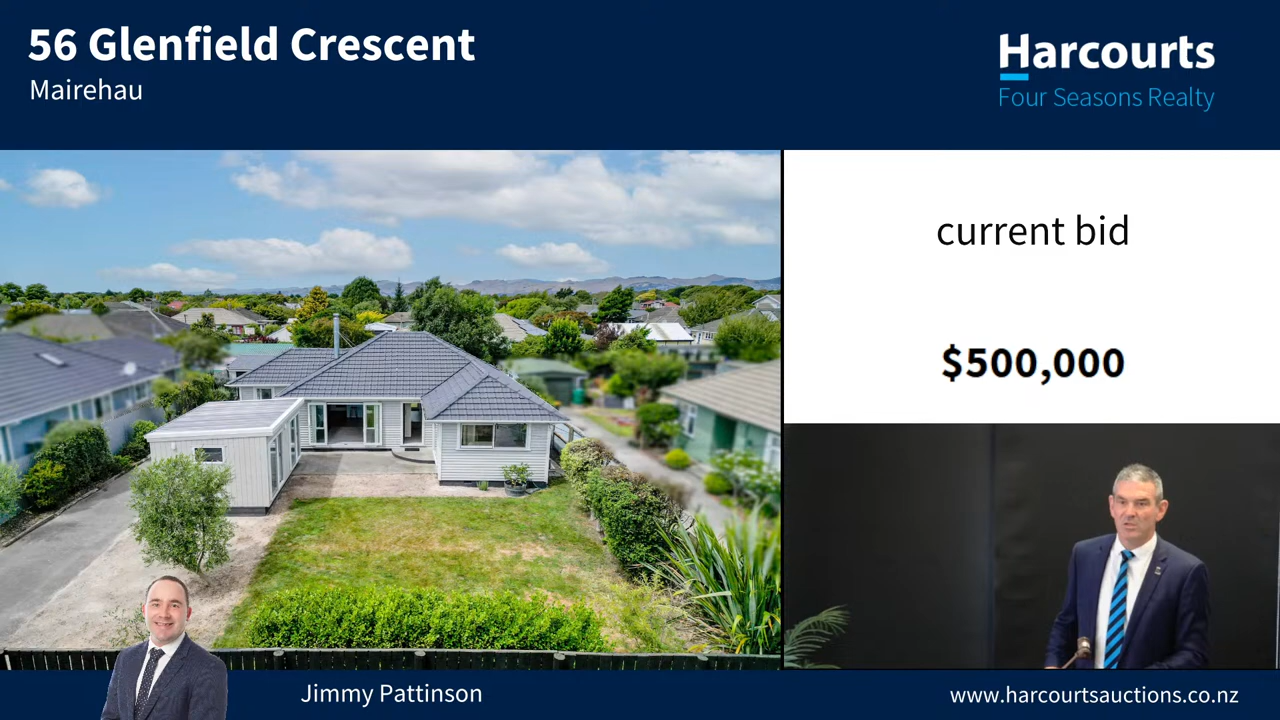 56 Glenfield Crescent
Mairehau
Harcourts
Four Seasons Realty
current bid
$500,000
Jimmy Pattinson
www.harcourtsauctions.co.nz